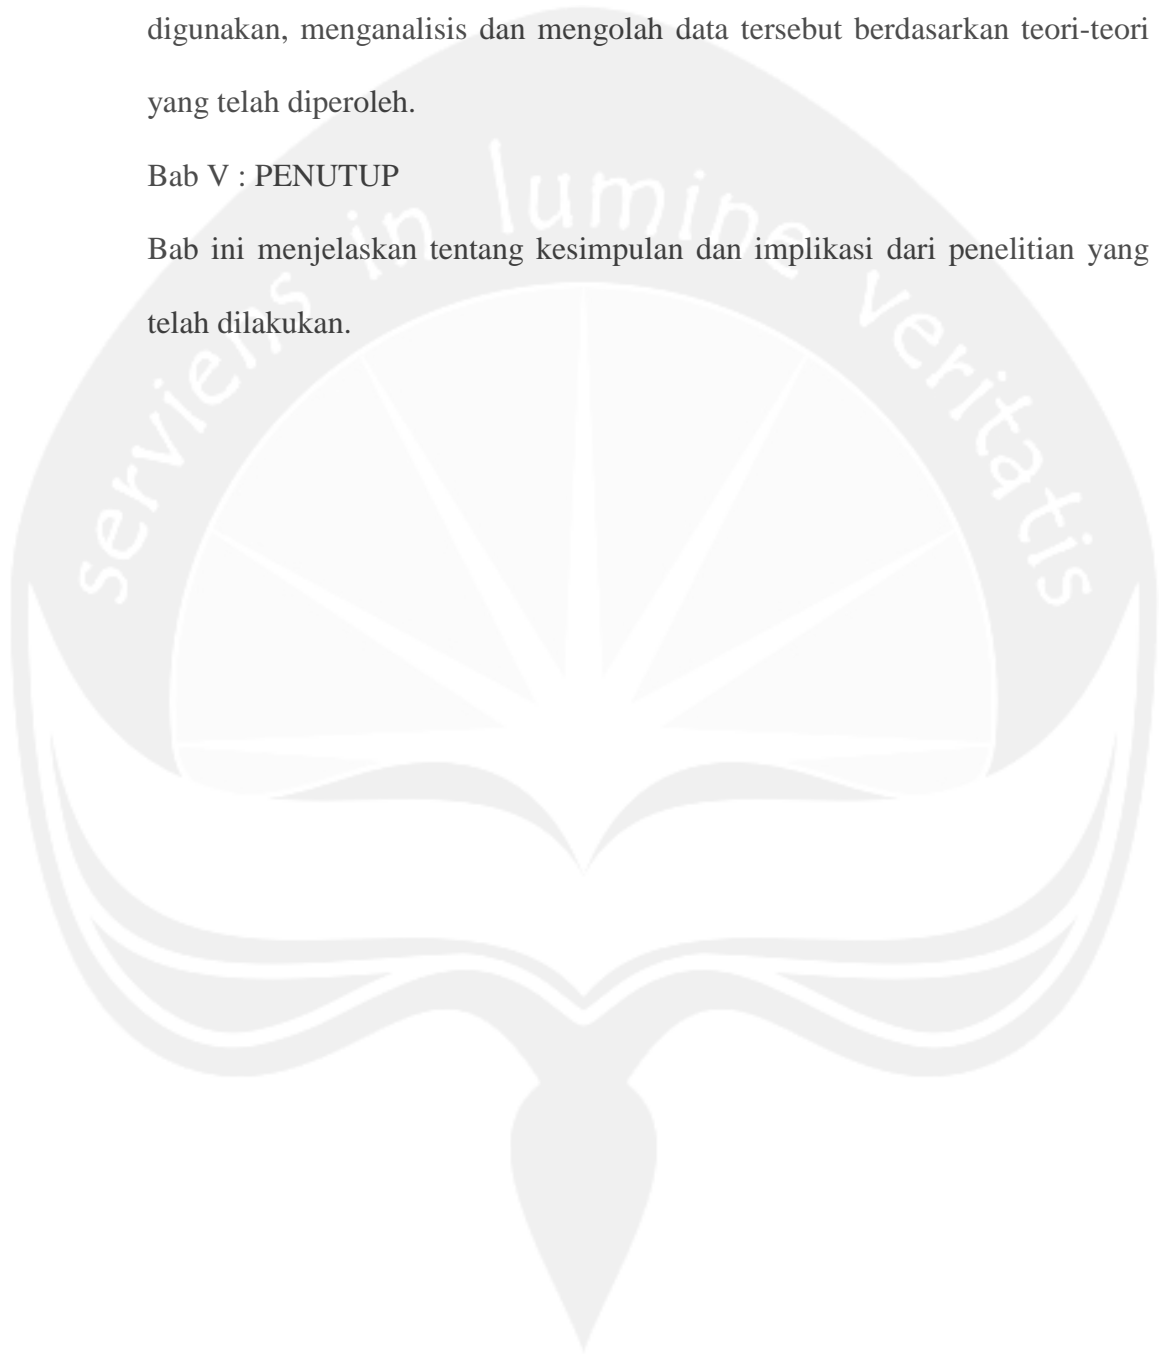 digunakan, menganalisis dan mengolah data tersebut berdasarkan teori-teori
yang telah diperoleh.
Bab V : PENUTUP
Bab ini menjelaskan tentang kesimpulan dan implikasi dari penelitian yang
telah dilakukan.
serviens in lumine veritatis